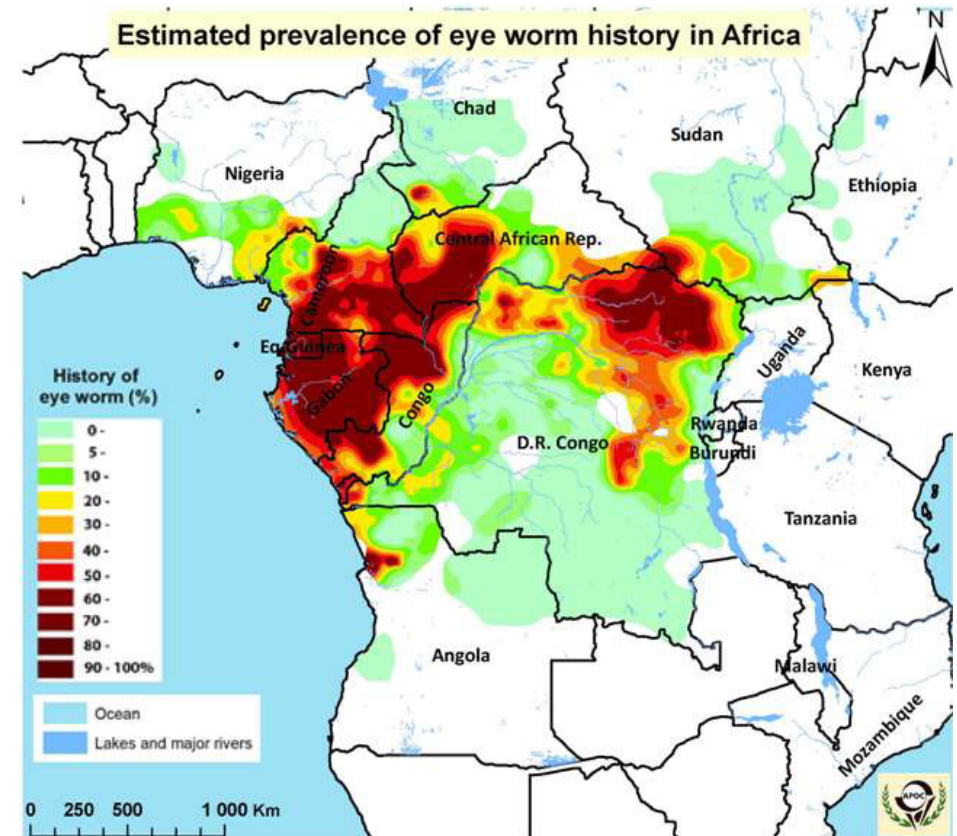 Estimated prevalence of eye worm history in Africa
N
Chad
Sudan
Nigeria
Ethiopia
Central African Rep.
Cameroon
Eq.Guinea
Gabon
Congo
Uganda
Kenya
Rwanda
Burundi
D.R. Congo
Tanzania
Angola
Malawi
Mozambique
History of
eye worm (%)
0 -
5 -
10 -
20 -
30 -
40 -
50 -
60 -
70 -
80 -
90 - 100%
Ocean
Lakes and major rivers
0 250 500 1 000 Km
APOC